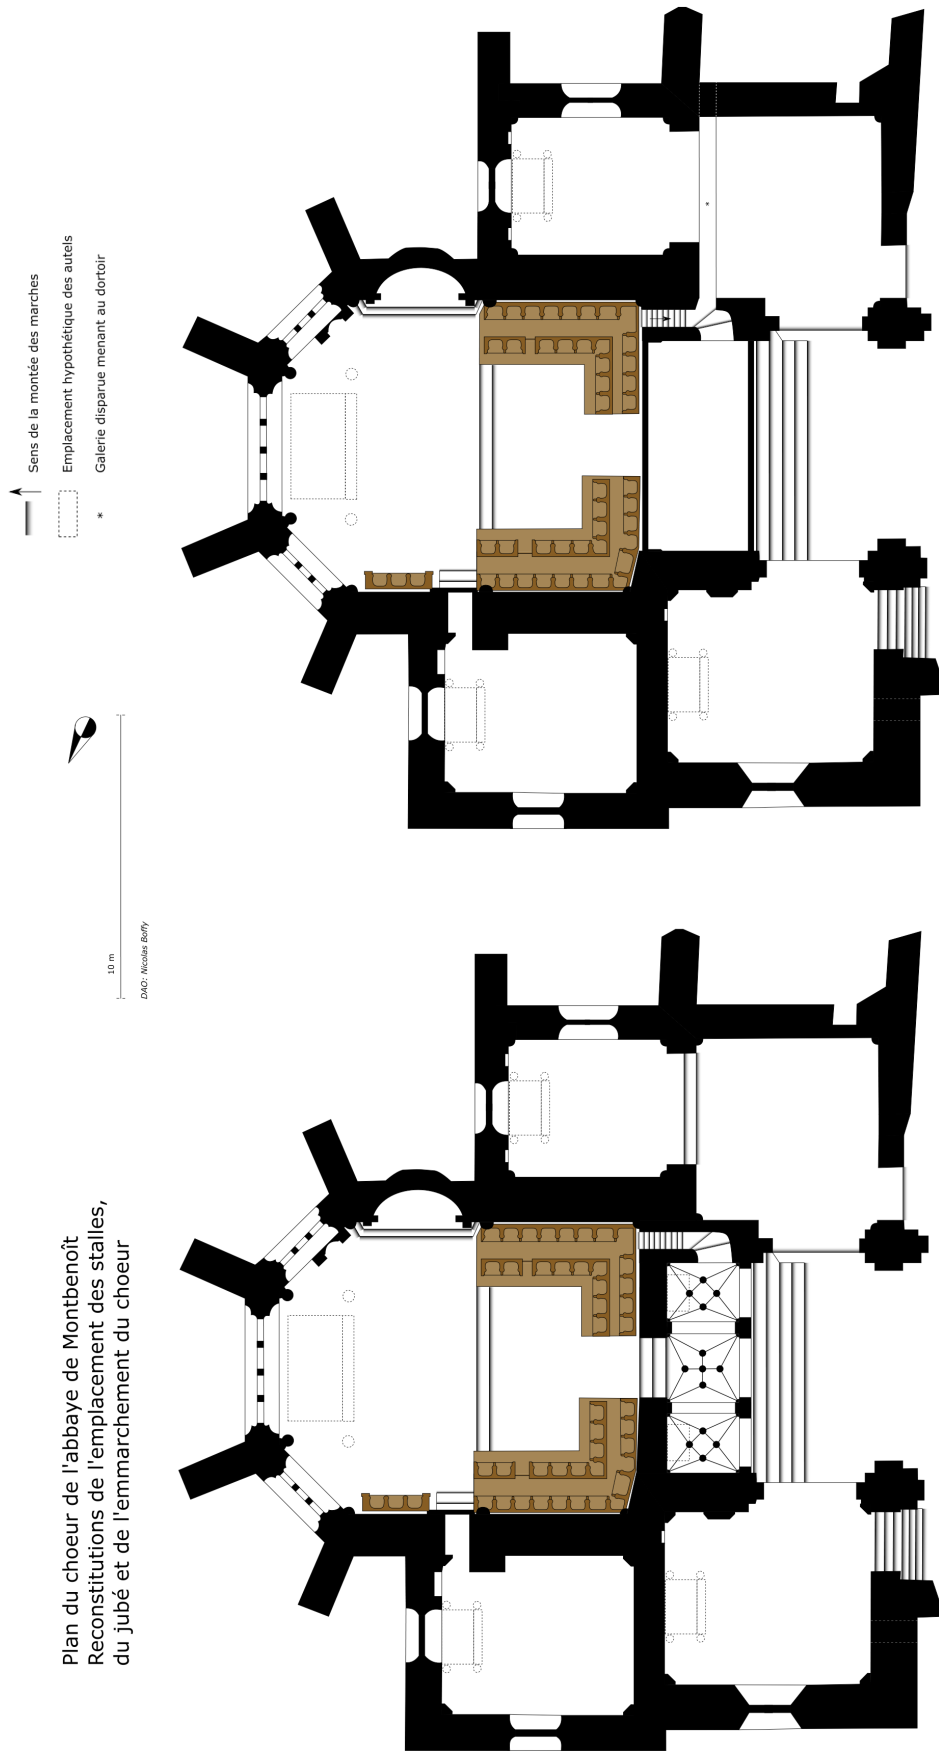 Plan du choeur de l'abbaye de Montbenoît
Reconstitutions de l'emplacement des stalles,
du jubé et de l'emmarchement du choeur
10 m
DAO: Nicolas Boffy
Sens de la montée des marches
Emplacement hypothétique des autels
* Galerie disparue menant au dortoir
*